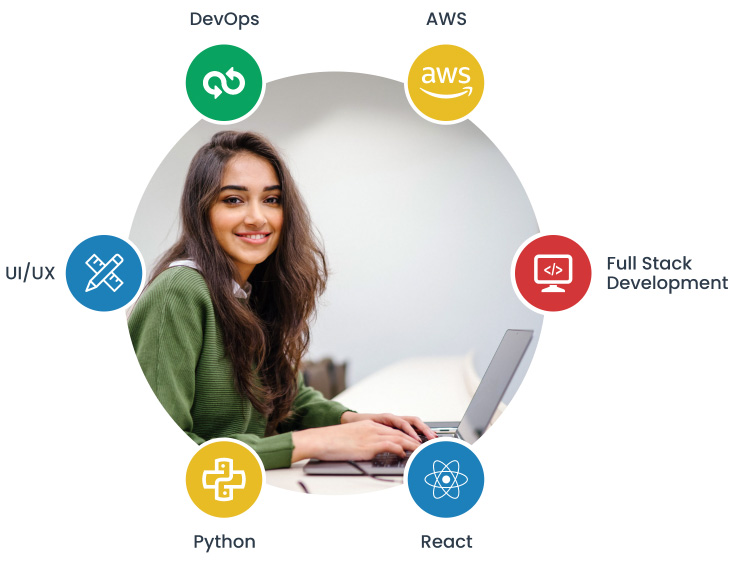 DevOps
AWS
aws
UI/UX
</>
Full Stack
Development
Python
React